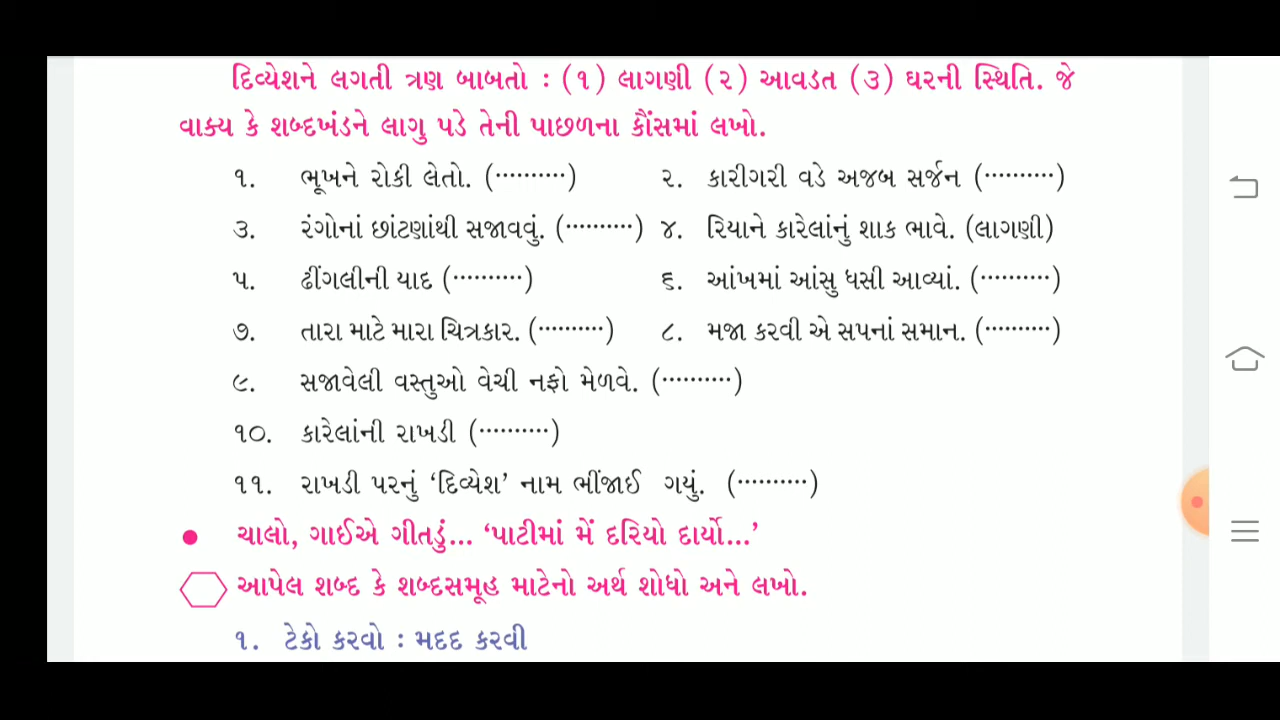 દિવ્યેશને લગતી ત્રણ બાબતો : (૧) લાગણી (૨) આવડત (૩) ઘરની સ્થિતિ. જે
વાક્ય કે શબ્દખંડને લાગુ પડે તેની પાછળના કૌંસમાં લખો.
૧. ભૂખને રોકી લેતો. (··········) ૨. કારીગરી વડે અજબ સર્જન (··········)
૩. રંગોનાં છાંટણાંથી સજાવવું. (··········) ૪. રિયાને કારેલાંનું શાક ભાવે. (લાગણી)
૫. ઢીંગલીની યાદ (··········) ૬. આંખમાં આંસુ ધસી આવ્યાં. (··········)
૭. તારા માટે મારા ચિત્રકાર. (··········) ૮. મજા કરવી એ સપનાં સમાન. (··········)
૯. સજાવેલી વસ્તુઓ વેચી નફો મેળવે. (··········)
૧૦. કારેલાંની રાખડી (··········)
૧૧. રાખડી પરનું ‘દિવ્યેશ’ નામ ભીંજાઈ ગયું. (··········)
● ચાલો, ગાઈએ ગીતડું... ‘પાટીમાં મેં દરિયો દાર્યો...’
આપેલ શબ્દ કે શબ્દસમૂહ માટેનો અર્થ શોધો અને લખો.
૧. ટેકો કરવો : મદદ કરવી